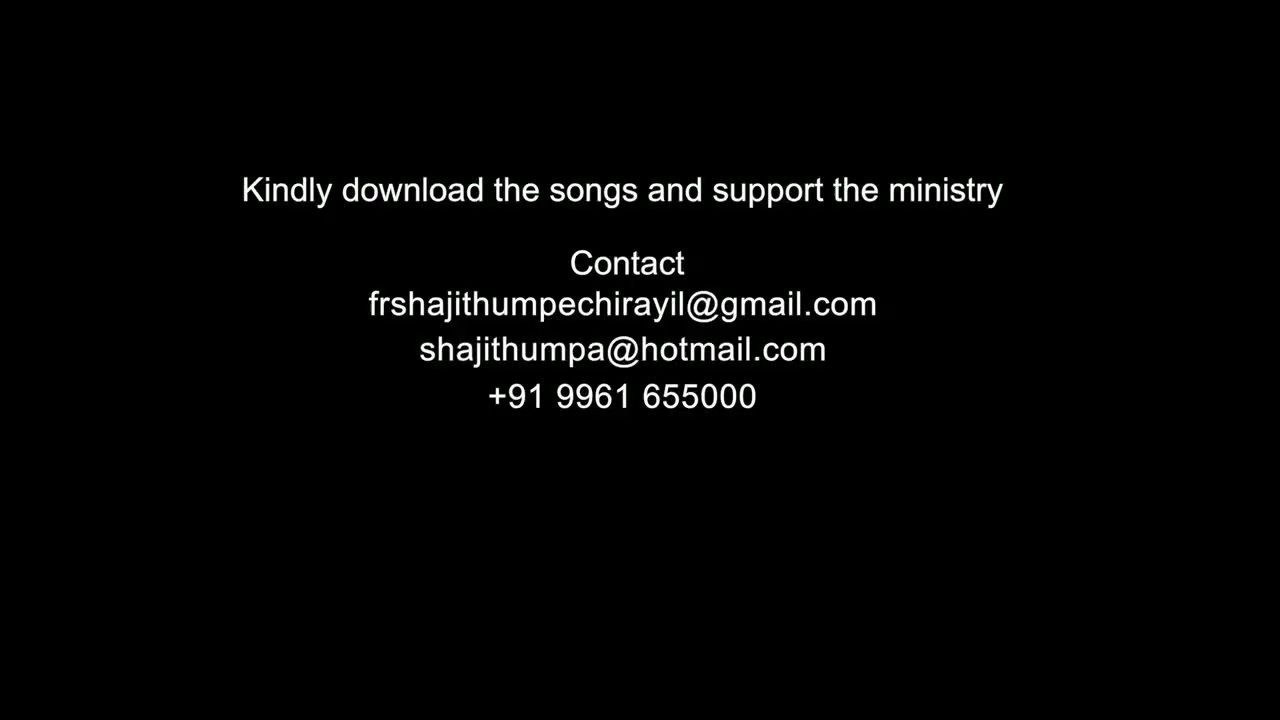 Kindly download the songs and support the ministry
Contact
frshajithumpechirayil@gmail.com
shajithumpa@hotmail.com
+91 9961 655000